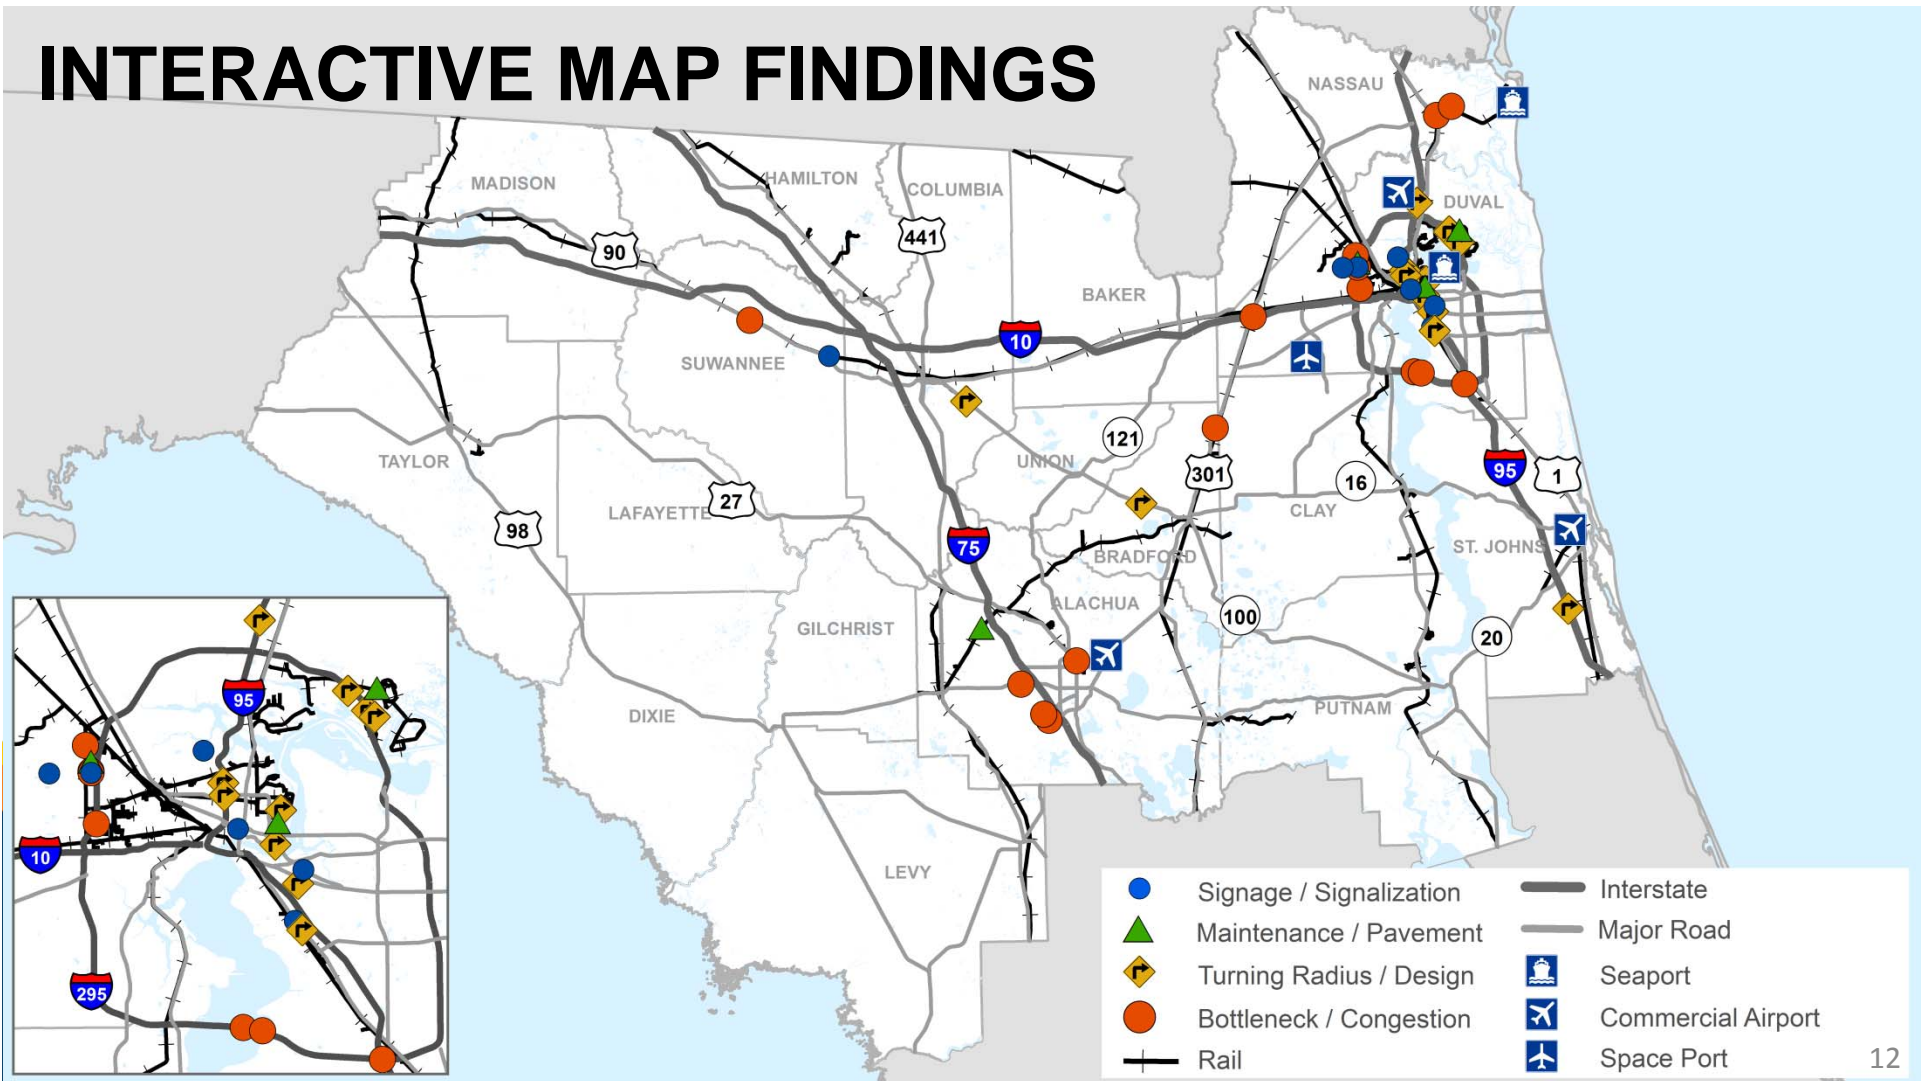 INTERACTIVE MAP FINDINGS
NASSAU
MADISON
HAMILTON
COLUMBIA
DUVAL
90
441
BAKER
10
SUWANNEE
121
UNION
301
16
95
1
TAYLOR
27
LAFAYETTE
98
CLAY
75
BRADFORD
ST. JOHNS
ALACHUA
100
GILCHRIST
20
DIXIE
PUTNAM
LEVY
95
10
295
Signage / Signalization
Maintenance / Pavement
Turning Radius / Design
Bottleneck / Congestion
Rail
Interstate
Major Road
Seaport
Commercial Airport
Space Port
12